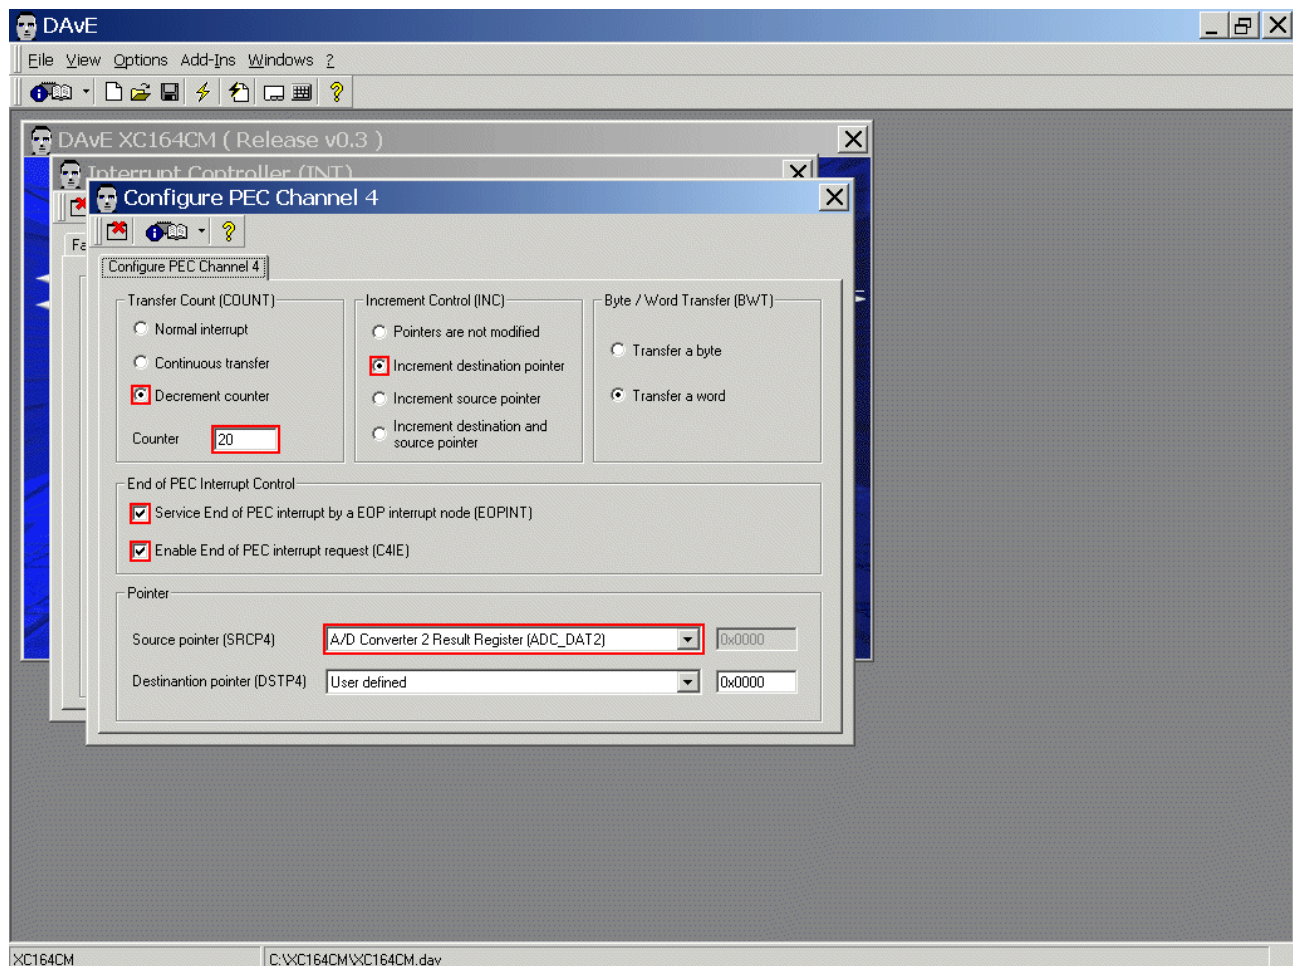 DAvE
File View Options Add-Ins Windows ?
DAvE XC164CM ( Release v0.3 )
Interrupt Controller (INT)
Configure PEC Channel 4
Fa
Configure PEC Channel 4
Transfer Count (COUNT)
Normal interrupt
Continuous transfer
Decrement counter
Counter 20
Increment Control (INC)
Pointers are not modified
Increment destination pointer
Increment source pointer
Increment destination and
source pointer
Byte / Word Transfer (BWT)
Transfer a byte
Transfer a word
End of PEC Interrupt Control
Service End of PEC interrupt by a EOP interrupt node (EOPINT)
Enable End of PEC interrupt request (C4IE)
Pointer
Source pointer (SRCP4) A/D Converter 2 Result Register (ADC_DAT2) 0x0000
Destinantion pointer (DSTP4) User defined 0x0000
XC164CM C:\XC164CM\XC164CM.dav